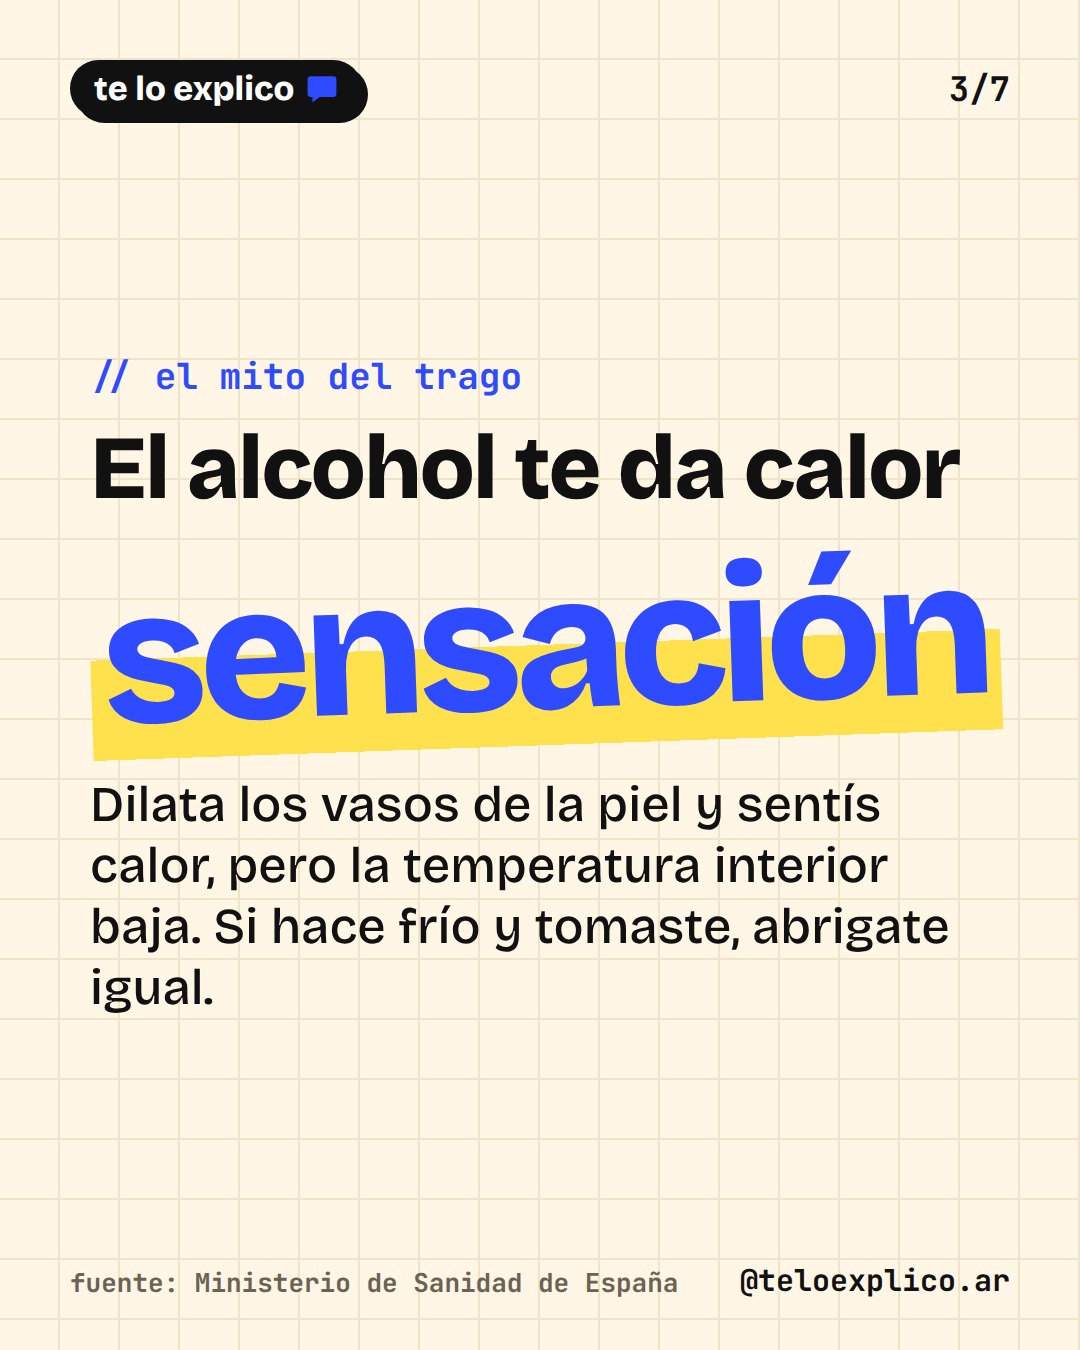 te lo explico
3/7
// el mito del trago
El alcohol te da calor
sensación
Dilata los vasos de la piel y sentís
calor, pero la temperatura interior
baja. Si hace frío y tomaste, abrigate
igual.
fuente: Ministerio de Sanidad de España
@teloexplico.ar